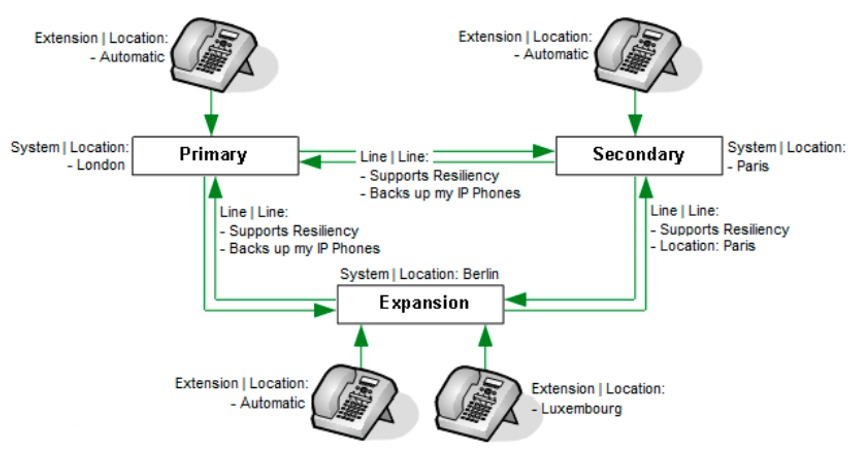 Extension | Location:
- Automatic
Extension | Location:
- Automatic
System | Location:
- London
Primary
Line | Line:
- Supports Resiliency
- Backs up my IP Phones
Secondary
System | Location:
- Paris
Line | Line:
- Supports Resiliency
- Backs up my IP Phones
Line | Line:
- Supports Resiliency
- Location: Paris
System | Location: Berlin
Expansion
Extension | Location:
- Automatic
Extension | Location:
- Luxembourg